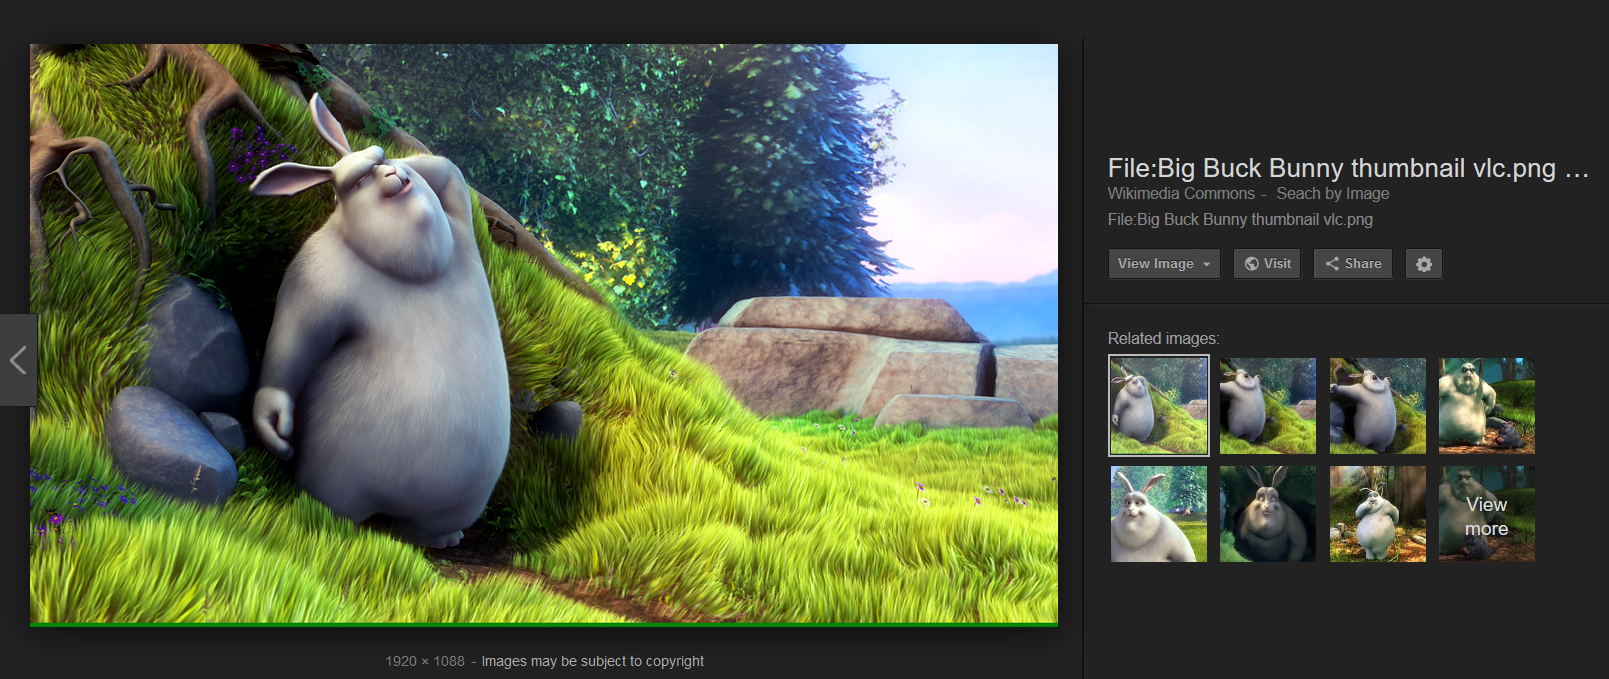 File:Big Buck Bunny thumbnail vlc.png ...
Wikimedia Commons - Seach by Image
File:Big Buck Bunny thumbnail vlc.png
View Image
Visit
Share
Related images:
View
more
1920 × 1088 - Images may be subject to copyright